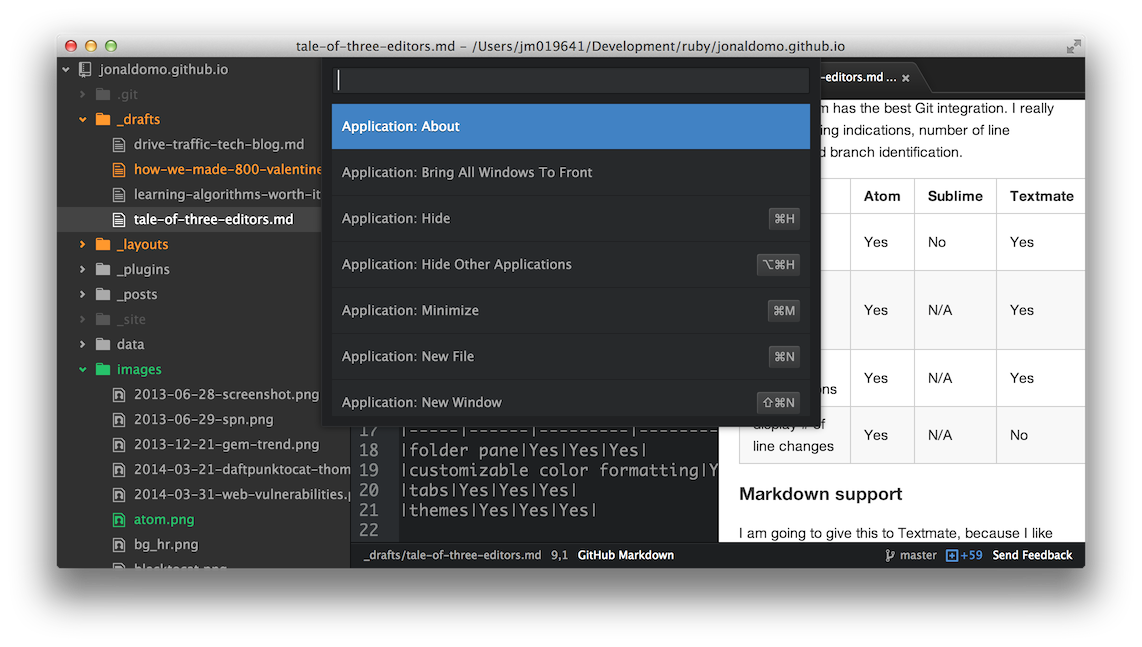 tale-of-three-editors.md – /Users/jm019641/Development/ruby/jonaldomo.github.io
jonaldomo.github.io
.git
_drafts
drive-traffic-tech-blog.md
how-we-made-800-valentine
learning-algorithms-worth-it
tale-of-three-editors.md
_layouts
_plugins
_posts
_site
data
images
2013-06-28-screenshot.png
2013-06-29-spn.png
2013-12-21-gem-trend.png
2014-03-21-daftpunktocat-thom
2014-03-31-web-vulnerabilities.p
atom.png
bg_hr.png
blacktocat.png
Application: About
Application: Bring All Windows To Front
Application: Hide ⌘H
Application: Hide Other Applications ⌥⌘H
Application: Minimize ⌘M
Application: New File ⌘N
Application: New Window ⇧⌘N
17 |-----|------|---------|--------
18 |folder pane|Yes|Yes|Yes|
19 |customizable color formatting|Y
20 |tabs|Yes|Yes|Yes|
21 |themes|Yes|Yes|Yes|
22
-editors.md ...
has the best Git integration. I really
ing indications, number of line
d branch identification.
Atom Sublime Textmate
Yes No Yes
Yes N/A Yes
ons Yes N/A Yes
display # of
line changes Yes N/A No
Markdown support
I am going to give this to Textmate, because I like
_drafts/tale-of-three-editors.md 9,1 GitHub Markdown master +59 Send Feedback